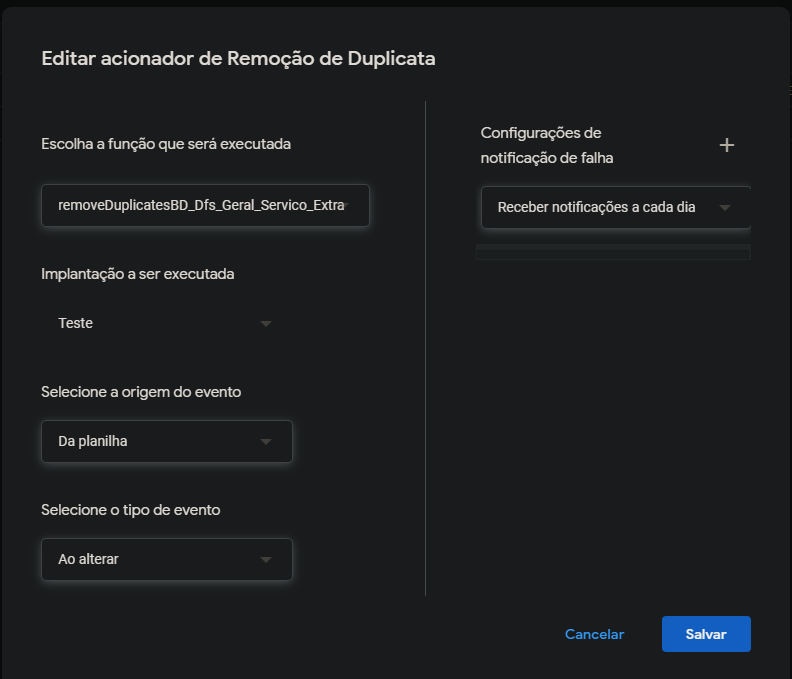 Editar acionador de Remoção de Duplicata
Escolha a função que será executada
removeDuplicatesBD_Dfs_Geral_Servico_Extra
Implantação a ser executada
Teste
Selecione a origem do evento
Da planilha
Selecione o tipo de evento
Ao alterar
Configurações de
notificação de falha
Receber notificações a cada dia
Cancelar
Salvar